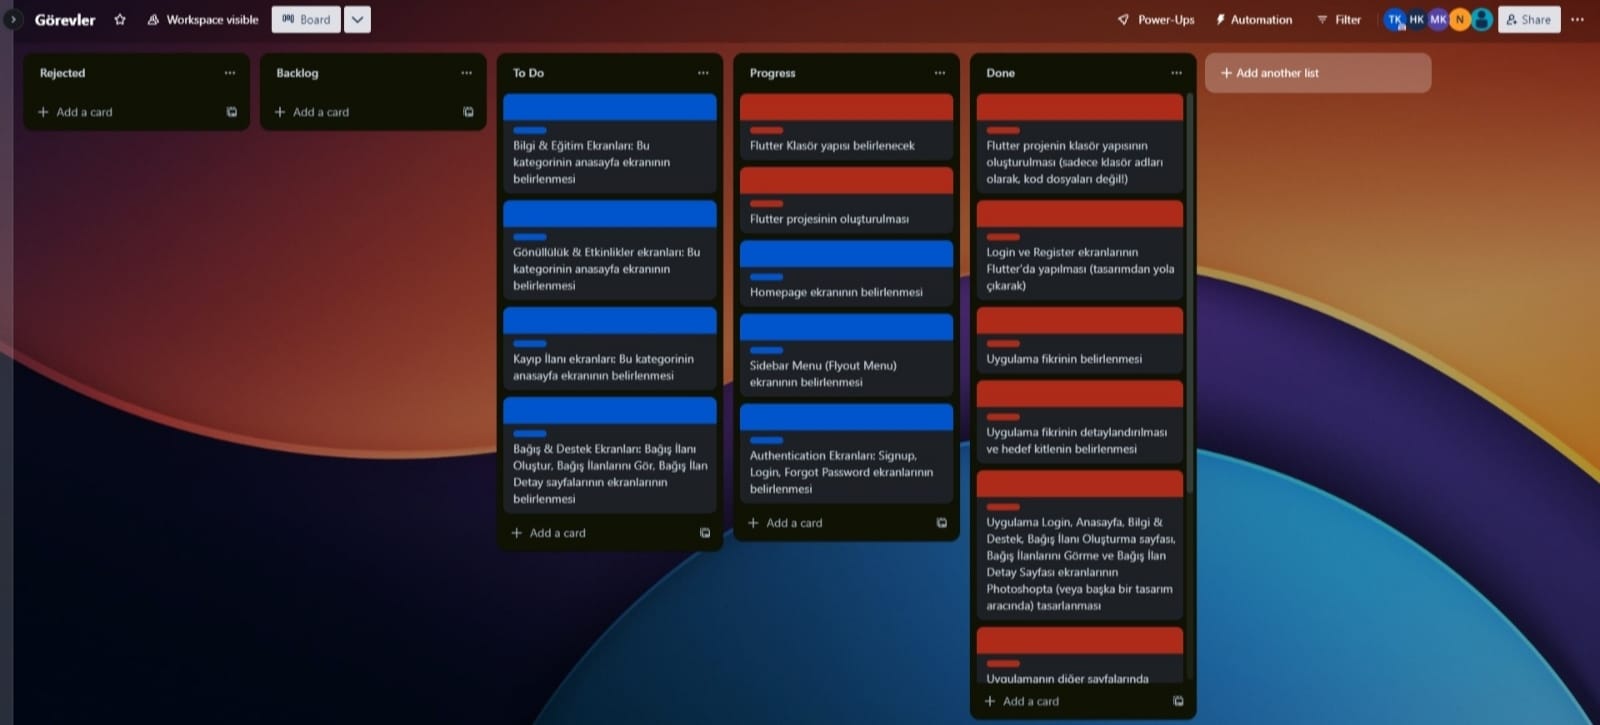 Görevler
Workspace visible
Board
Power-Ups
Automation
Filter
TK
HK
MK
N
Share
Rejected
+ Add a card
Backlog
+ Add a card
To Do
Bilgi & Eğitim Ekranları: Bu
kategorinin anasayfa ekranının
belirlenmesi
Gönüllülük & Etkinlikler ekranları: Bu
kategorinin anasayfa ekranının
belirlenmesi
Kayıp İlanı ekranları: Bu kategorinin
anasayfa ekranının belirlenmesi
Bağış & Destek Ekranları: Bağış İlanı
Oluştur, Bağış İlanlarını Gör, Bağış İlan
Detay sayfalarının ekranlarının
belirlenmesi
+ Add a card
Progress
Flutter Klasör yapısı belirlenecek
Flutter projesinin oluşturulması
Homepage ekranının belirlenmesi
Sidebar Menu (Flyout Menu)
ekranının belirlenmesi
Authentication Ekranları: Signup,
Login, Forgot Password ekranlarının
belirlenmesi
+ Add a card
Done
Flutter projenin klasör yapısının
oluşturulması (sadece klasör adları
olarak, kod dosyaları değil!)
Login ve Register ekranlarının
Flutter'da yapılması (tasarımdan yola
çıkarak)
Uygulama fikrinin belirlenmesi
Uygulama fikrinin detaylandırılması
ve hedef kitlenin belirlenmesi
Uygulama Login, Anasayfa, Bilgi &
Destek, Bağış İlanı Oluşturma sayfası,
Bağış İlanlarını Görme ve Bağış İlan
Detay Sayfası ekranlarının
Photoshopta (veya başka bir tasarım
aracında) tasarlanması
Uygulamanın diğer sayfalarında
+ Add a card
+ Add another list